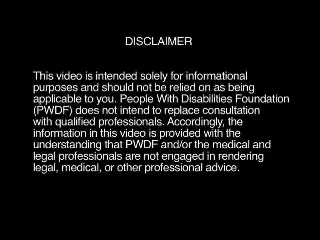 DISCLAIMER
This video is intended solely for informational
purposes and should not be relied on as being
applicable to you. People With Disabilities Foundation
(PWDF) does not intend to replace consultation
with qualified professionals. Accordingly, the
information in this video is provided with the
understanding that PWDF and/or the medical and
legal professionals are not engaged in rendering
legal, medical, or other professional advice.